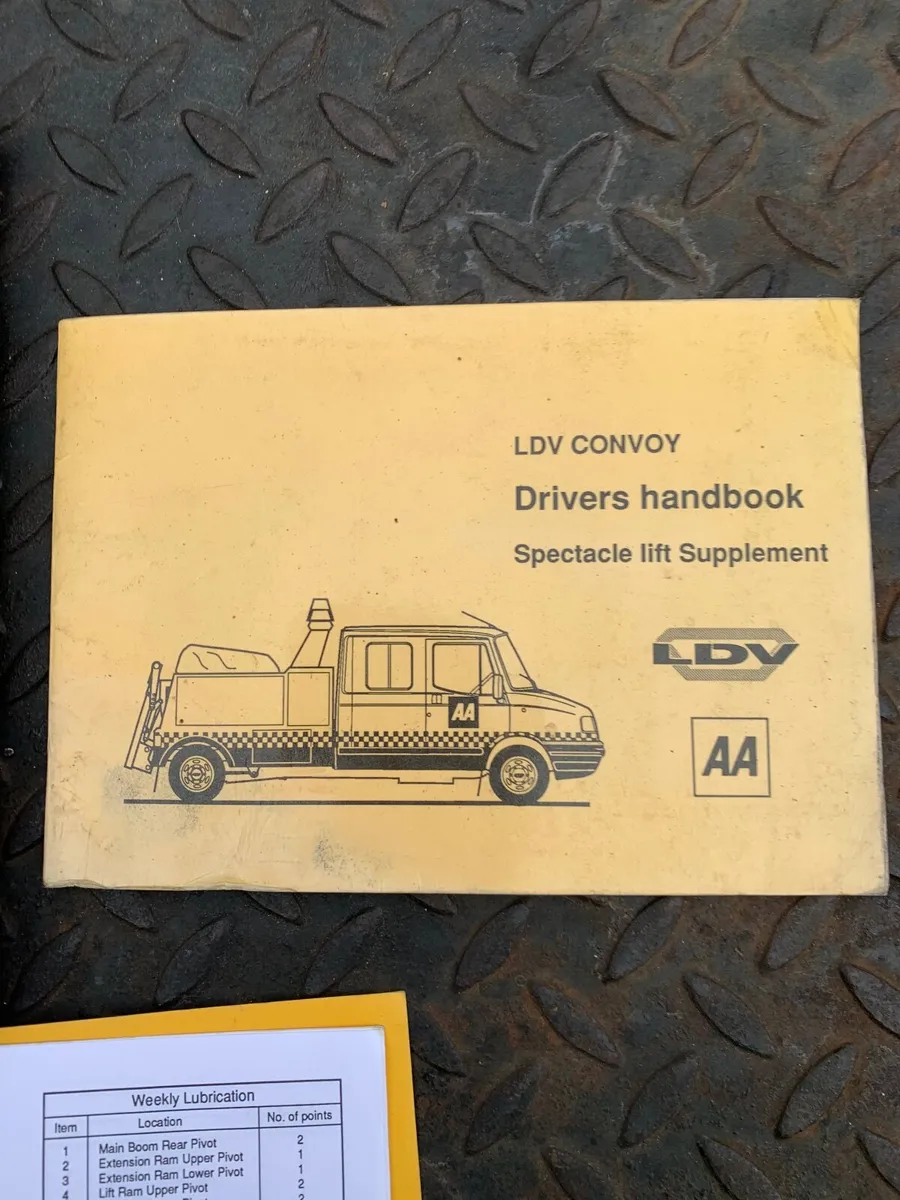 LDV CONVOY
Drivers handbook
Spectacle lift Supplement
LDV
AA
AA
Weekly Lubrication
Item Location No. of points
1 Main Boom Rear Pivot 2
2 Extension Ram Upper Pivot 1
3 Extension Ram Lower Pivot 1
4 Lift Ram Upper Pivot 2